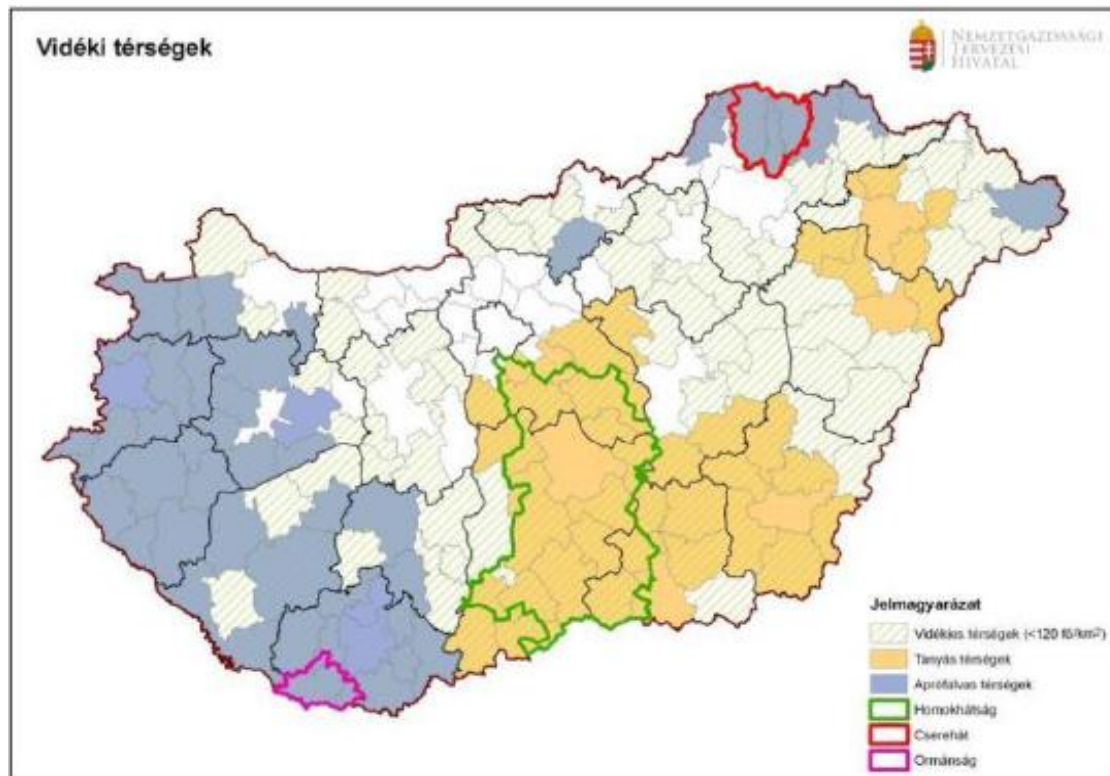 Vidéki térségek
NEMZETGAZDASÁGI
TERVEZÉSI
HIVATAL
Jelmagyarázat
Vidékies térségek (<120 fő/km²)
Tanyás térségek
Aprófalvas térségek
Homokhátság
Cserehát
Ormánság